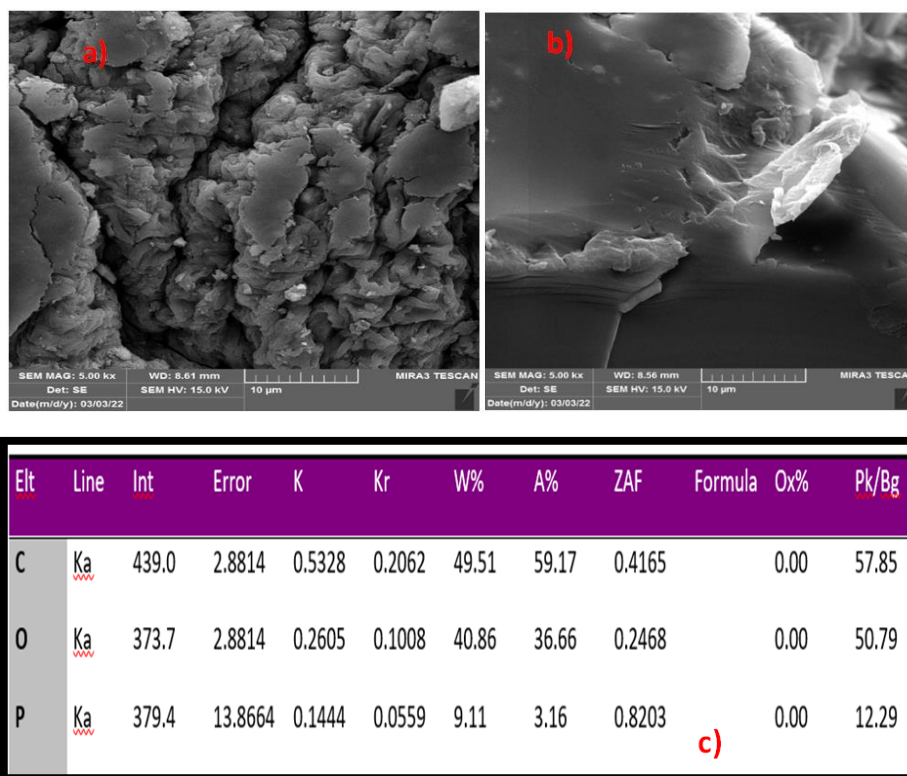 a)
SEM MAG: 5.00 kx WD: 8.61 mm MIRA3 TESCAN
Det: SE SEM HV: 15.0 kV 10 µm
Date(m/d/y): 03/03/22
b)
SEM MAG: 5.00 kx WD: 8.56 mm MIRA3 TESCA
Det: SE SEM HV: 15.0 kV 10 µm
Date(m/d/y): 03/03/22
Elt Line Int Error K Kr W% A% ZAF Formula Ox% Pk/Bg
C Ka 439.0 2.8814 0.5328 0.2062 49.51 59.17 0.4165 0.00 57.85
O Ka 373.7 2.8814 0.2605 0.1008 40.86 36.66 0.2468 0.00 50.79
P Ka 379.4 13.8664 0.1444 0.0559 9.11 3.16 0.8203 0.00 12.29
c)